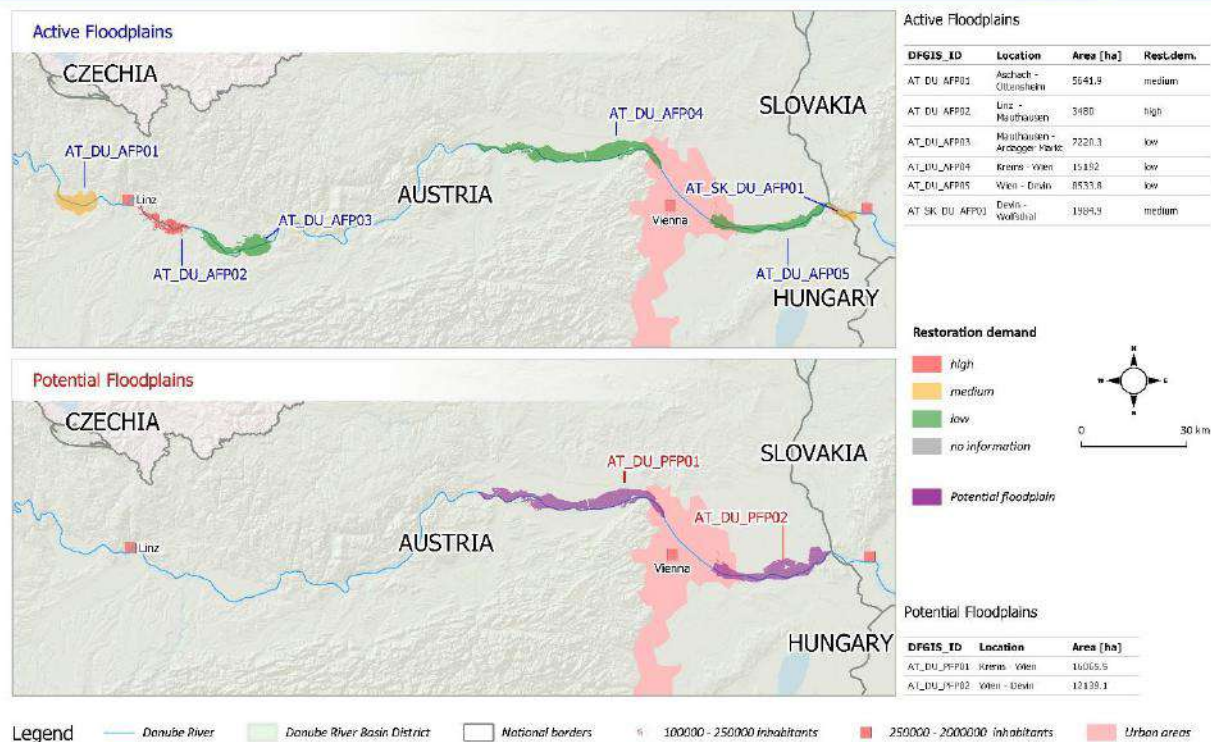 Active Floodplains
CZECHIA
SLOVAKIA
AUSTRIA
HUNGARY
AT_DU_AFP01
Linz
AT_DU_AFP02
AT_DU_AFP03
AT_DU_AFP04
AT_SK_DU_AFP01
Vienna
AT_DU_AFP05
Active Floodplains
DFGIS_ID Location Area [ha] Rest.dem.
AT_DU_AFP01 Aschach - Ottensheim 5641.9 medium
AT_DU_AFP02 Linz - Mauthausen 3480 high
AT_DU_AFP03 Mauthausen - Ardagger Markt 7220.3 low
AT_DU_AFP04 Krems - Wien 15192 low
AT_DU_AFP05 Wien - Devin 8533.8 low
AT_SK_DU_AFP01 Devin - Wolfsthal 1984.9 medium
Restoration demand
high
medium
low
no information
Potential floodplain
N
W E
0 30 km
Potential Floodplains
CZECHIA
SLOVAKIA
AUSTRIA
HUNGARY
Linz
AT_DU_PFP01
AT_DU_PFP02
Vienna
Potential Floodplains
DFGIS_ID Location Area [ha]
AT_DU_PFP01 Krems - Wien 16065.5
AT_DU_PFP02 Wien - Devin 12139.1
Legend
Danube River
Danube River Basin District
National borders
100000 - 250000 inhabitants
250000 - 2000000 inhabitants
Urban areas